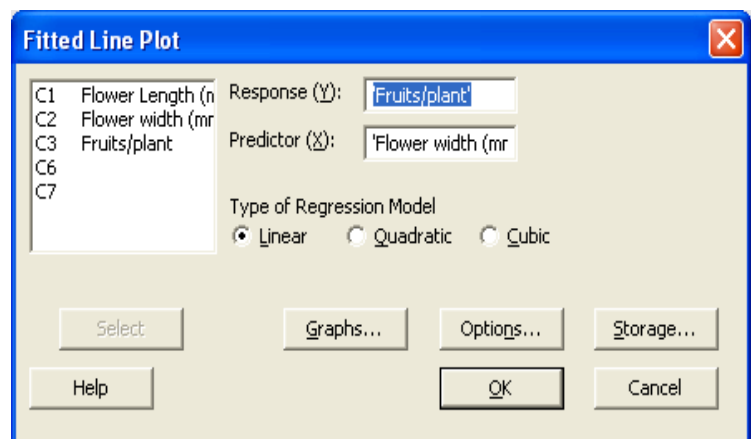 Fitted Line Plot
C1 Flower Length (n
C2 Flower width (mr
C3 Fruits/plant
C6
C7
Response (Y): 'Fruits/plant'
Predictor (X): 'Flower width (mr
Type of Regression Model
Linear Quadratic Cubic
Select Graphs... Options... Storage...
Help OK Cancel